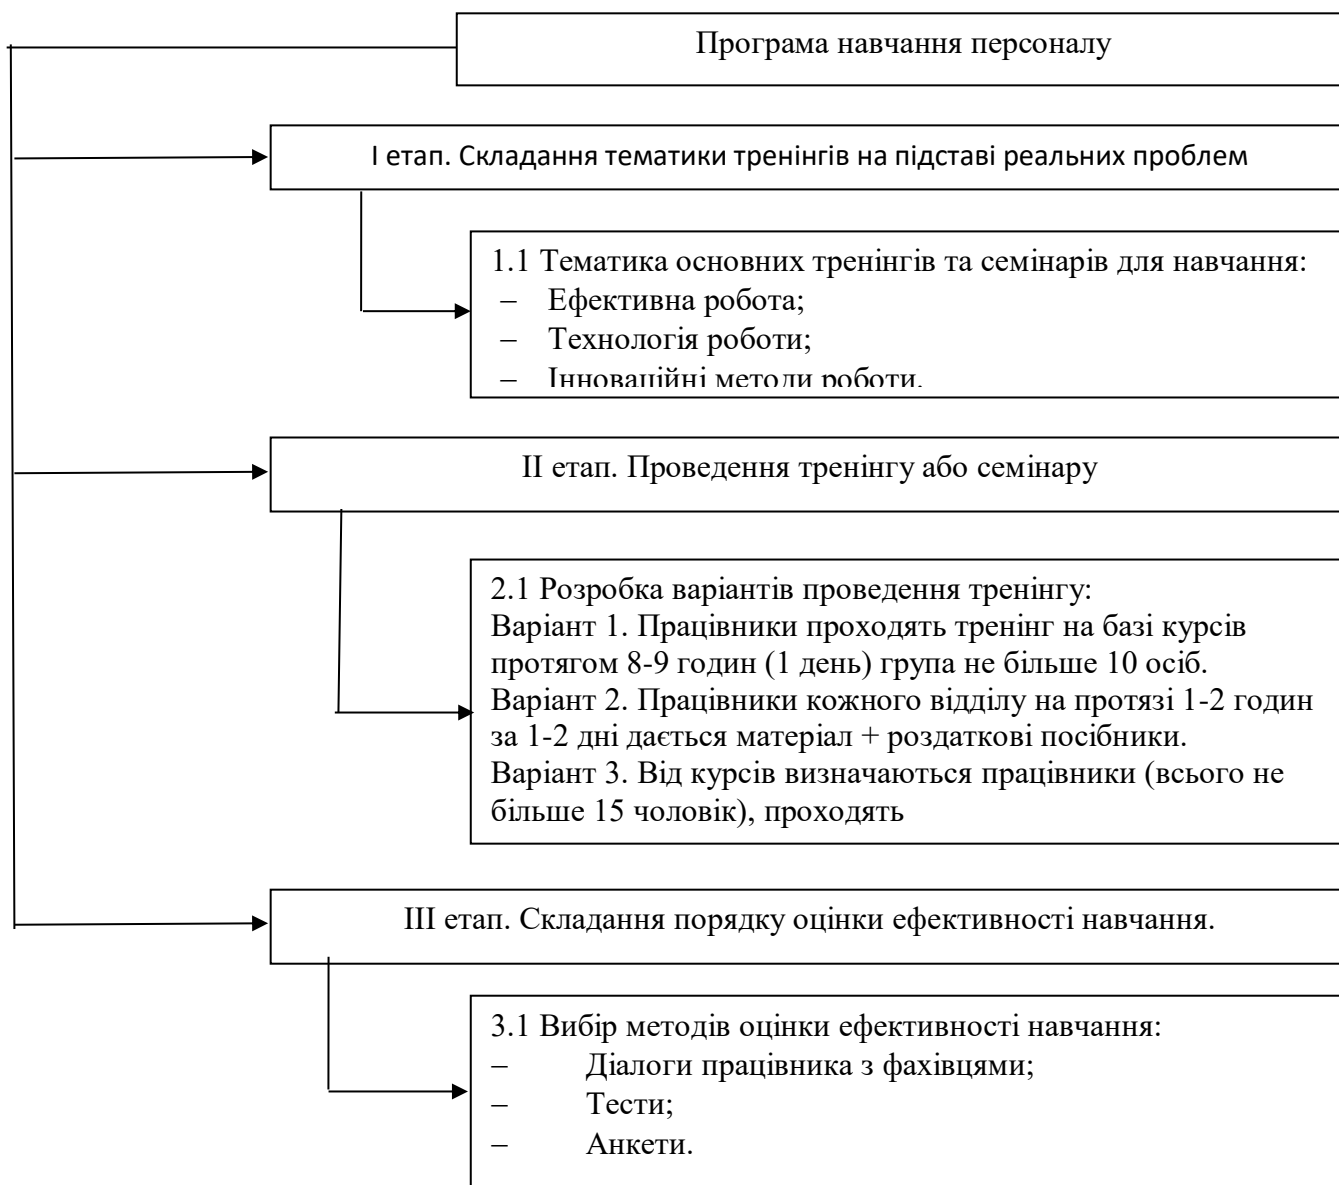 Програма навчання персоналу
І етап. Складання тематики тренінгів на підставі реальних проблем
1.1 Тематика основних тренінгів та семінарів для навчання:
– Ефективна робота;
– Технологія роботи;
– Інноваційні методи роботи.
ІІ етап. Проведення тренінгу або семінару
2.1 Розробка варіантів проведення тренінгу:
Варіант 1. Працівники проходять тренінг на базі курсів
протягом 8-9 годин (1 день) група не більше 10 осіб.
Варіант 2. Працівники кожного відділу на протязі 1-2 годин
за 1-2 дні дається матеріал + роздаткові посібники.
Варіант 3. Від курсів визначаються працівники (всього не
більше 15 чоловік), проходять
ІІІ етап. Складання порядку оцінки ефективності навчання.
3.1 Вибір методів оцінки ефективності навчання:
– Діалоги працівника з фахівцями;
– Тести;
– Анкети.